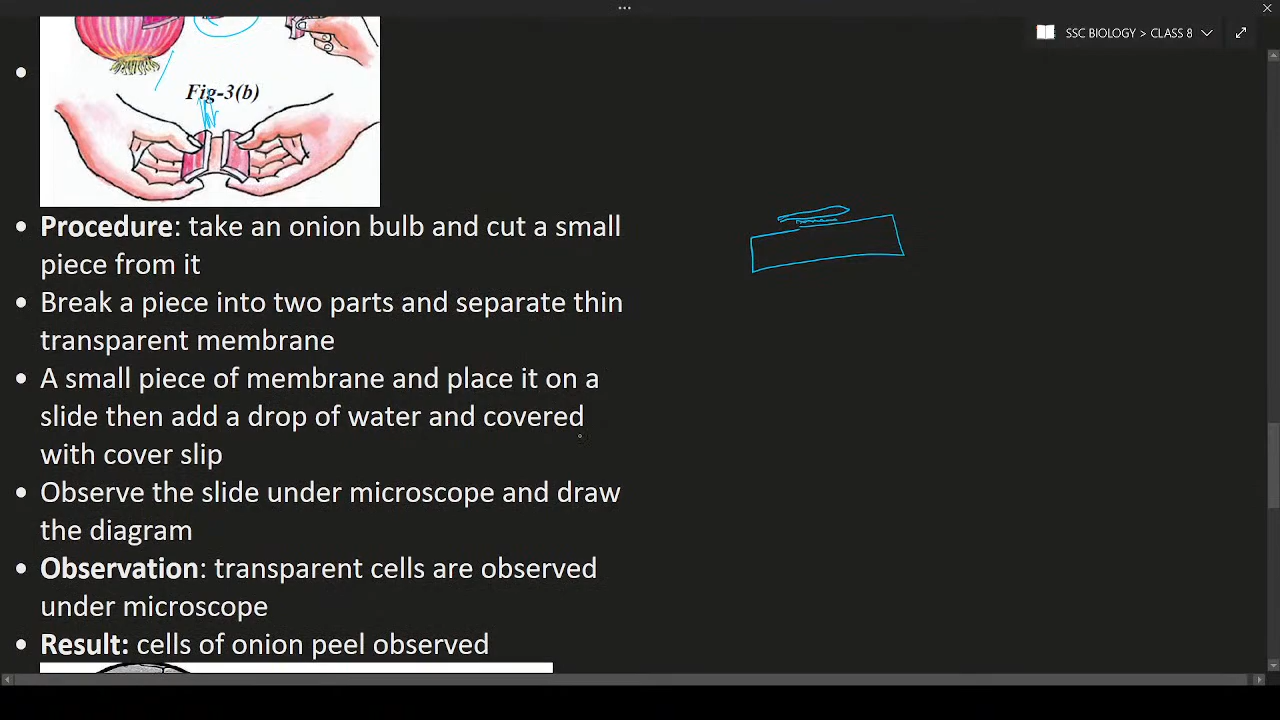 SSC BIOLOGY > CLASS 8
Fig-3(b)
• Procedure: take an onion bulb and cut a small
piece from it
• Break a piece into two parts and separate thin
transparent membrane
• A small piece of membrane and place it on a
slide then add a drop of water and covered
with cover slip
• Observe the slide under microscope and draw
the diagram
• Observation: transparent cells are observed
under microscope
• Result: cells of onion peel observed